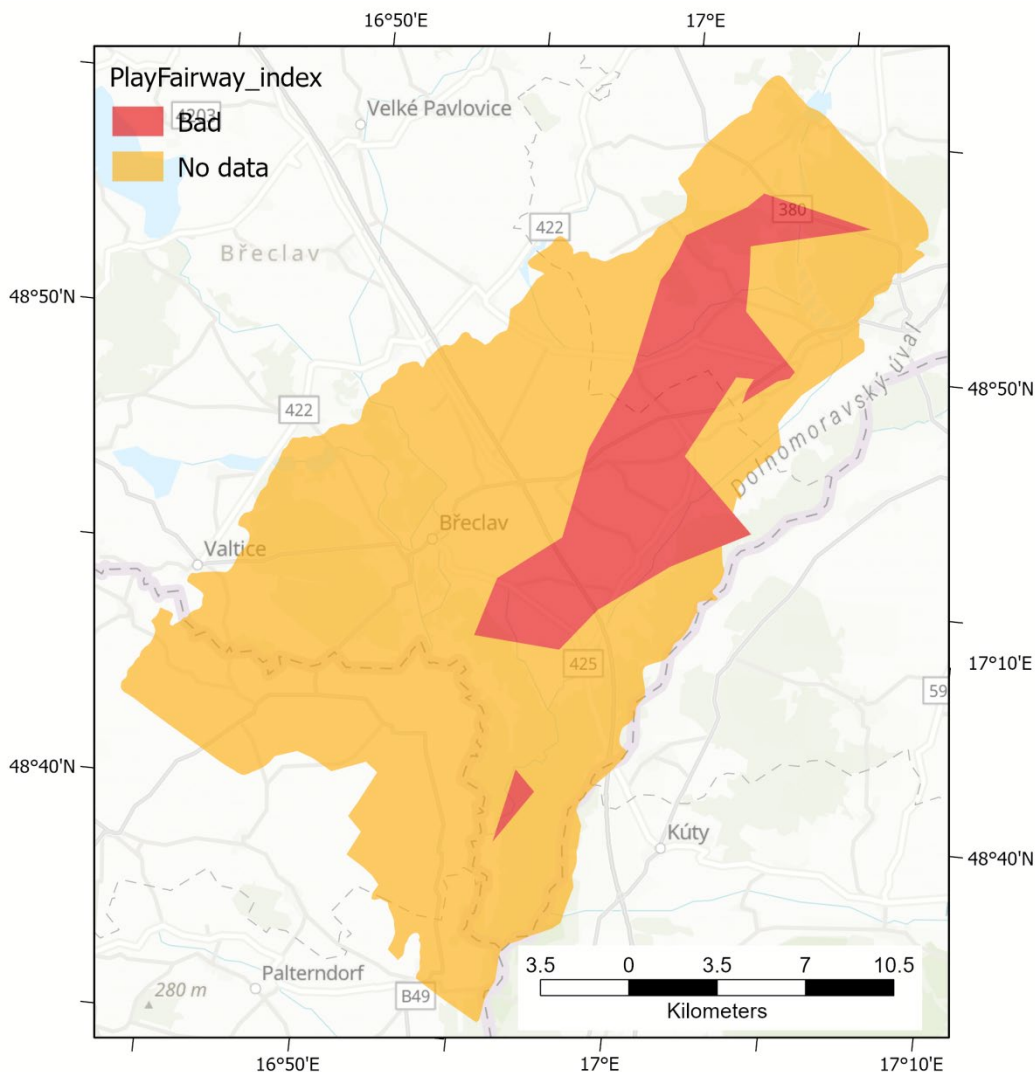 16°50'E
17°E
PlayFairway_index
4203
Bad
No data
Velké Pavlovice
380
422
Břeclav
48°50'N
Dolnomoravský úval
48°50'N
422
Břeclav
Valtice
425
17°10'E
59
48°40'N
Kúty
48°40'N
3.5 0 3.5 7 10.5
Kilometers
Palterndorf
280 m
B49
16°50'E
17°E
17°10'E